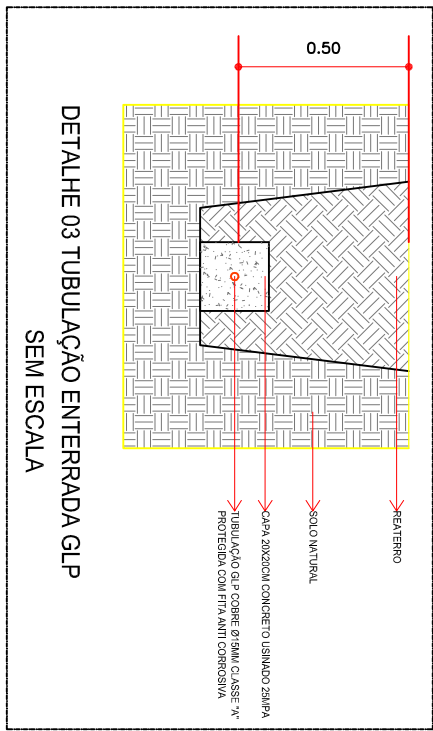 0.50
REATERRO
SOLO NATURAL
CAPA 20X20CM CONCRETO USINADO 25MPA
TUBULAÇÃO GLP COBRE Ø15MM CLASSE "A"
PROTEGIDA COM FITA ANTI CORROSIVA
DETALHE 03 TUBULAÇÃO ENTERRADA GLP
SEM ESCALA